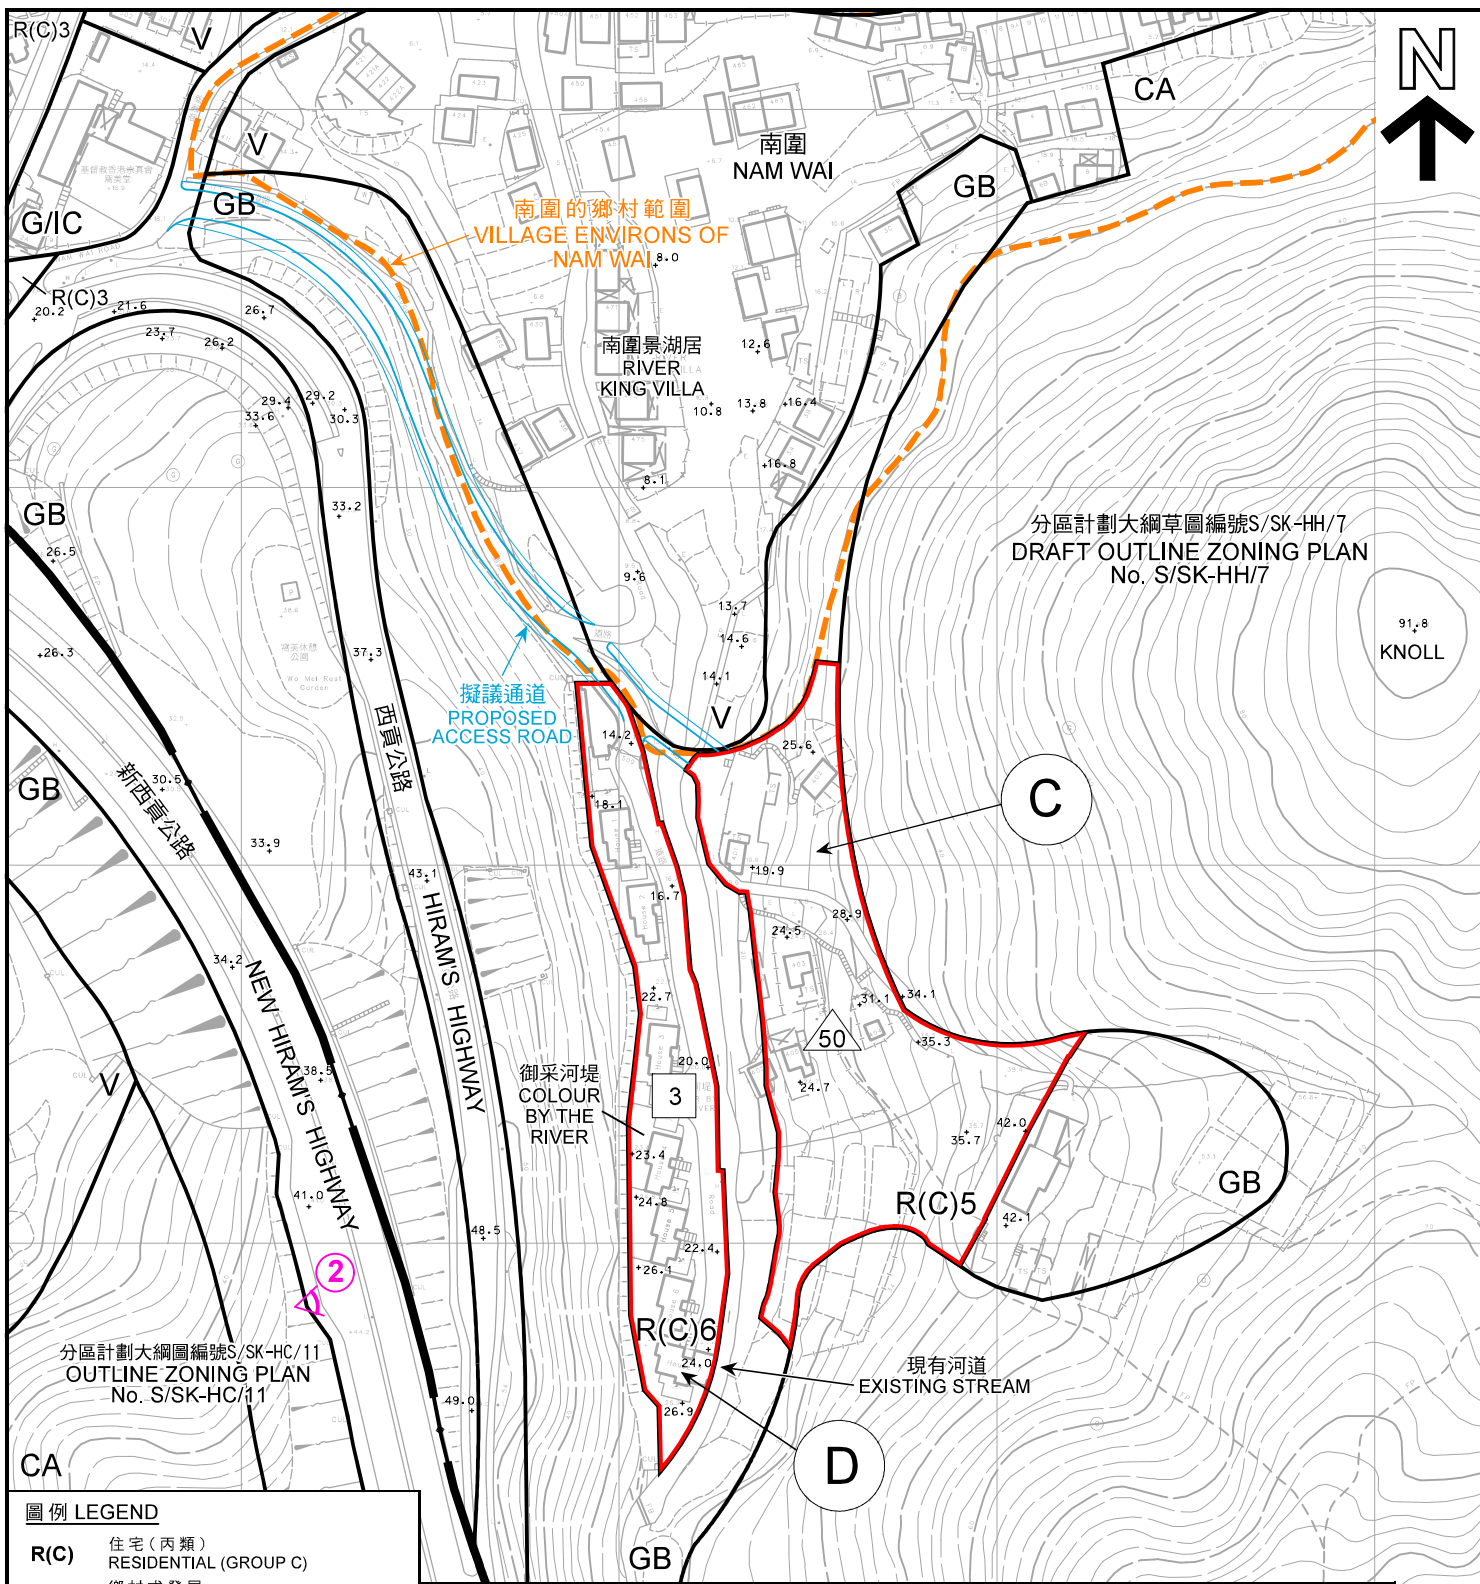 R(C)3
V
N
CA
南圍
NAM WAI
V
GB
GB
G/IC
南圍的鄉村範圍
VILLAGE ENVIRONS OF
NAM WAI
8.0
R(C)3
20.2
21.6
26.7
23.7
26.2
南圍景湖居
RIVER
KING VILLA
12.6
29.4
29.2
33.6
30.3
10.8
13.8
16.4
16.8
8.1
33.2
GB
26.5
分區計劃大綱草圖編號S/SK-HH/7
DRAFT OUTLINE ZONING PLAN
No. S/SK-HH/7
9.6
13.7
14.6
91.8
KNOLL
26.3
37.3
14.1
擬議通道
PROPOSED
ACCESS ROAD
V
西貢公路
14.2
25.6
GB
30.5
新西貢公路
18.1
C
33.9
43.1
19.9
16.7
HIRAM'S HIGHWAY
28.9
24.5
34.2
NEW HIRAM'S HIGHWAY
22.7
31.1
34.1
50
35.3
20.0
38.5
V
御采河堤
COLOUR
BY THE
RIVER
3
24.7
42.0
35.7
23.4
GB
41.0
24.8
R(C)5
42.1
48.5
22.4
26.1
2
R(C)6
24.0
分區計劃大綱圖編號S/SK-HC/11
OUTLINE ZONING PLAN
No. S/SK-HC/11
現有河道
EXISTING STREAM
49.0
26.9
CA
D
GB
圖例 LEGEND
R(C)
住宅（丙類）
RESIDENTIAL (GROUP C)